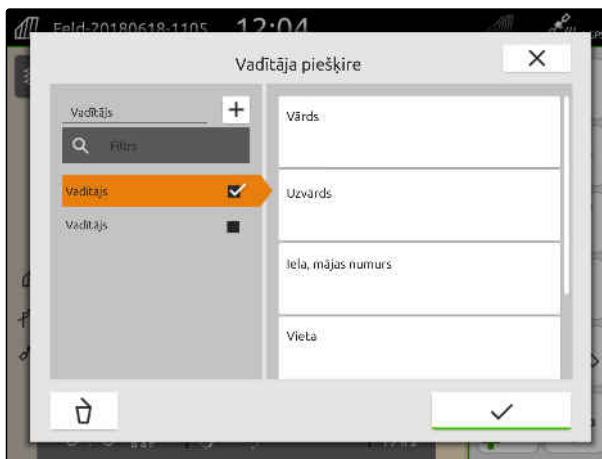 Feld-20180618-1105 12:04
Vadītāja piešķire
Vadītājs
Filtrs
Vadītājs
Vadītājs
Vārds
Uzvārds
Iela, mājas numurs
Vieta